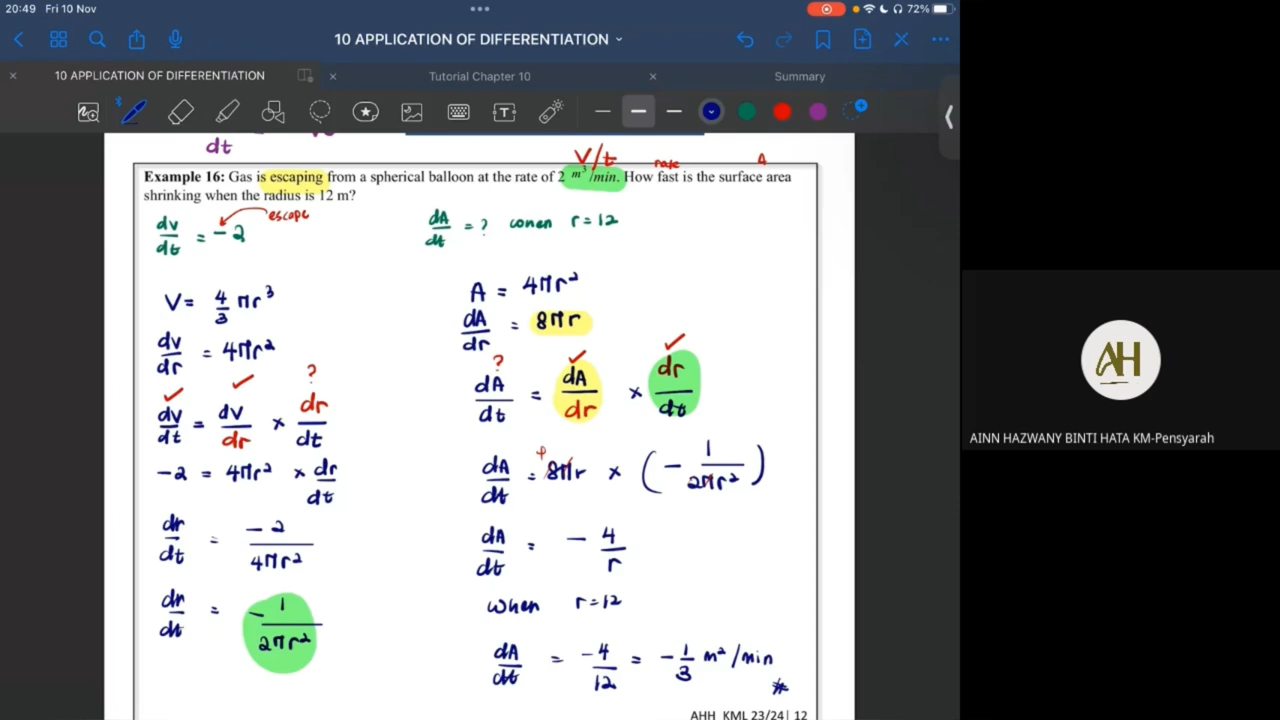 20:49 Fri 10 Nov
72%
10 APPLICATION OF DIFFERENTIATION
10 APPLICATION OF DIFFERENTIATION
Tutorial Chapter 10
Summary
dt
V/t rate A
Example 16: Gas is escaping from a spherical balloon at the rate of 2 m³/min. How fast is the surface area
shrinking when the radius is 12 m?
escape
dv/dt = -2
V = 4/3 πr³
dv/dr = 4πr²
✓ ✓ ?
dv/dt = dv/dr × dr/dt
-2 = 4πr² × dr/dt
dr/dt = -2/4πr²
dr/dt = -1/2πr²
dA/dt = ? when r=12
A = 4πr²
dA/dr = 8πr
? ✓ ✓
dA/dt = dA/dr × dr/dt
4
dA/dt = 8πr × (-1/2πr²)
dA/dt = -4/r
when r=12
dA/dt = -4/12 = -1/3 m²/min
AHH_KML 23/24| 12
AH
AINN HAZWANY BINTI HATA KM-Pensyarah